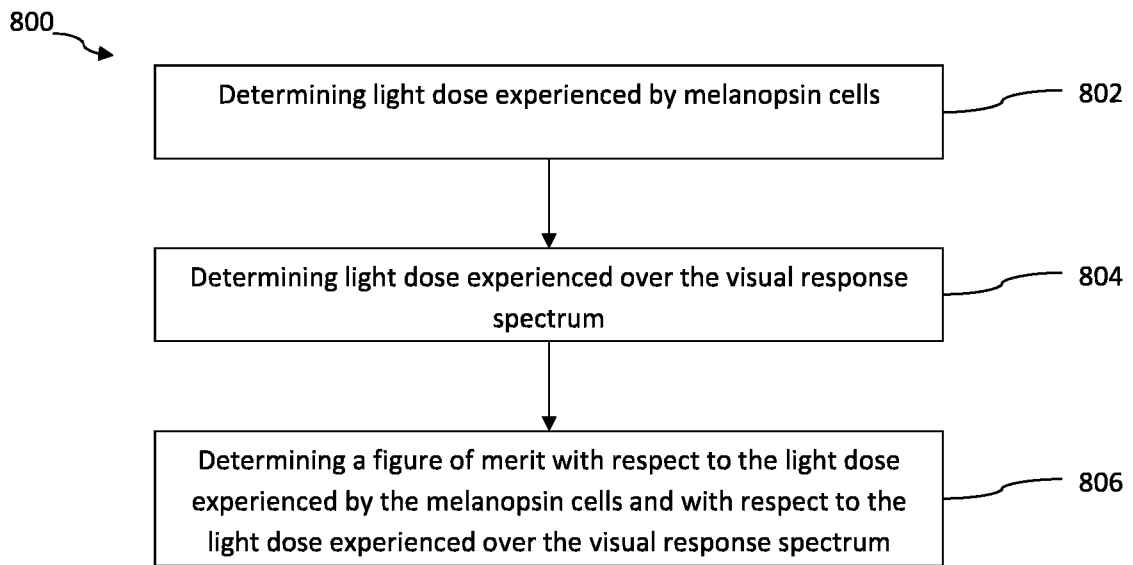 800
Determining light dose experienced by melanopsin cells
802
Determining light dose experienced over the visual response
spectrum
804
Determining a figure of merit with respect to the light dose
experienced by the melanopsin cells and with respect to the
light dose experienced over the visual response spectrum
806